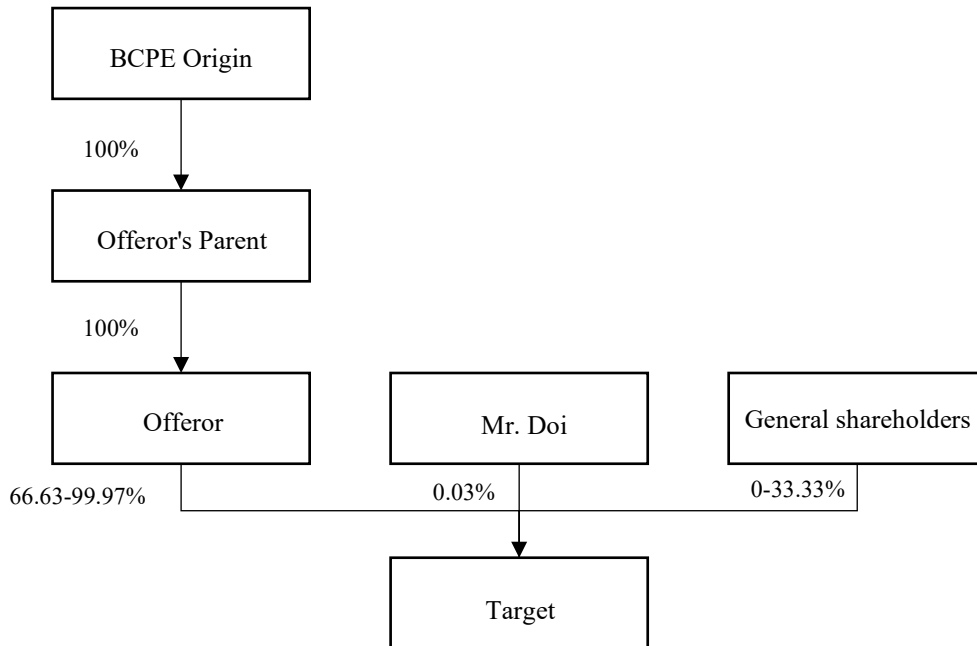 BCPE Origin
100%
Offeror's Parent
100%
Offeror
Mr. Doi
General shareholders
66.63-99.97%
0.03%
0-33.33%
Target